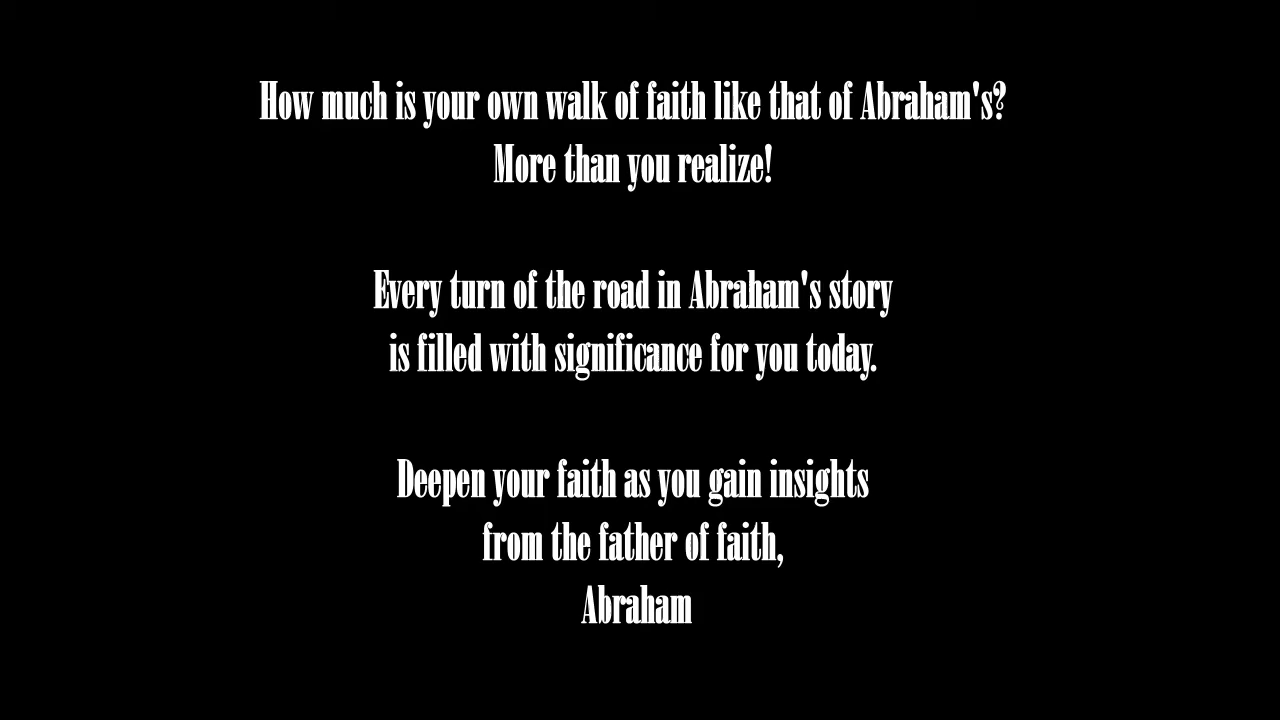 How much is your own walk of faith like that of Abraham's?
More than you realize!
Every turn of the road in Abraham's story
is filled with significance for you today.
Deepen your faith as you gain insights
from the father of faith,
Abraham